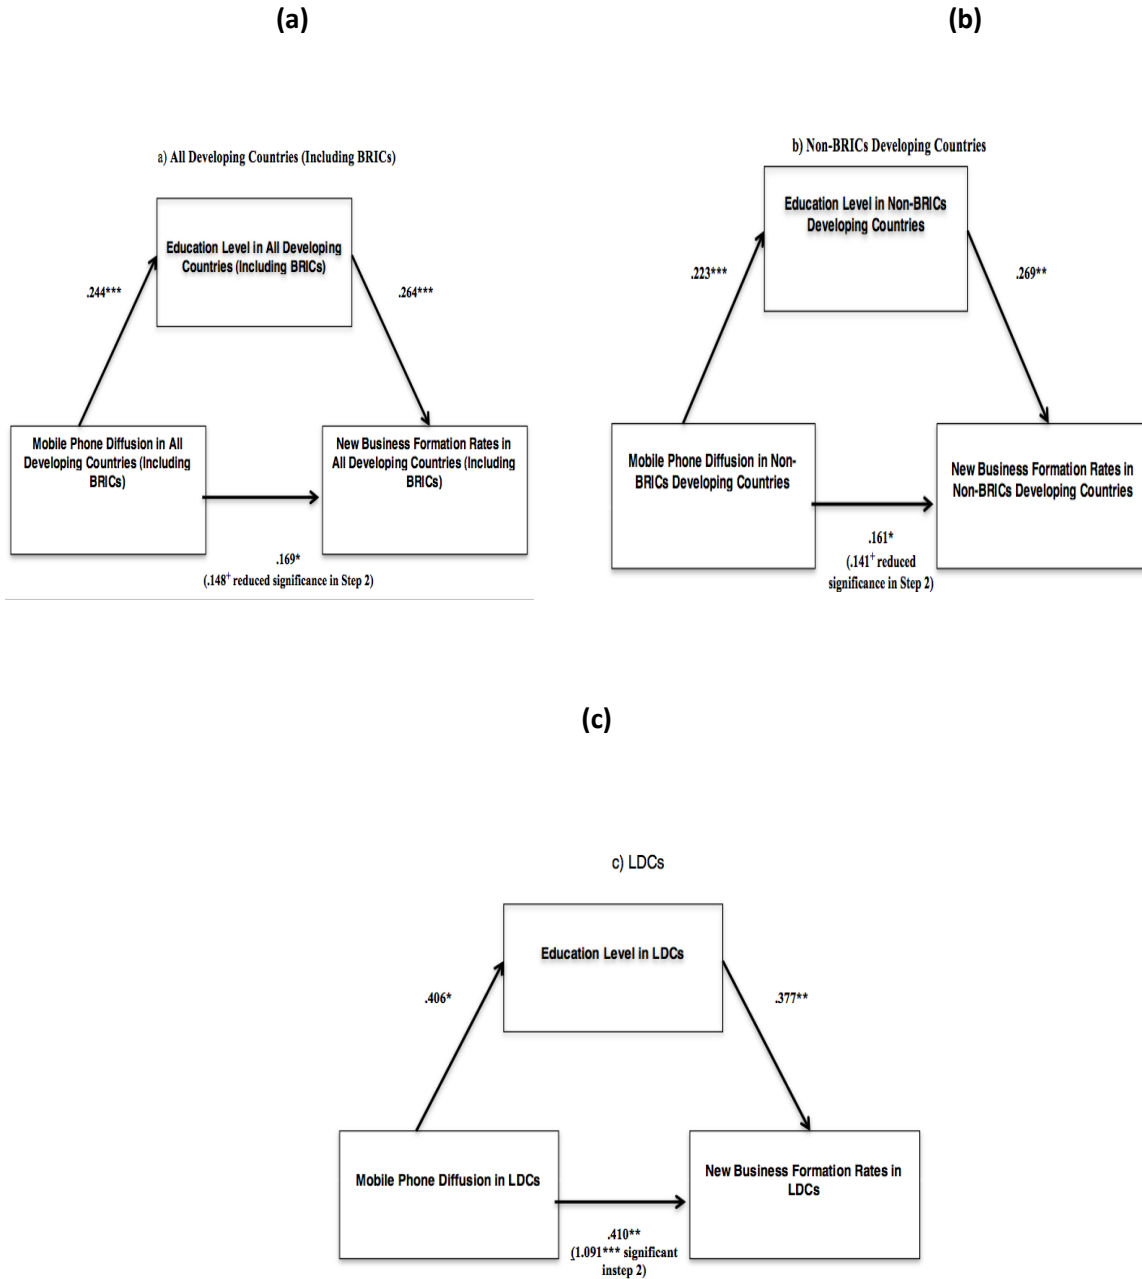 (a)
(b)
a) All Developing Countries (Including BRICs)
Education Level in All Developing
Countries (Including BRICs)
.244***
.264***
Mobile Phone Diffusion in All
Developing Countries (Including
BRICs)
New Business Formation Rates in
All Developing Countries (Including
BRICs)
.169*
(.148+ reduced significance in Step 2)
b) Non-BRICs Developing Countries
Education Level in Non-BRICs
Developing Countries
.223***
.269**
Mobile Phone Diffusion in Non-
BRICs Developing Countries
New Business Formation Rates in
Non-BRICs Developing Countries
.161*
(.141+ reduced
significance in Step 2)
(c)
c) LDCs
Education Level in LDCs
.406*
.377**
Mobile Phone Diffusion in LDCs
New Business Formation Rates in
LDCs
.410**
(1.091*** significant
instep 2)